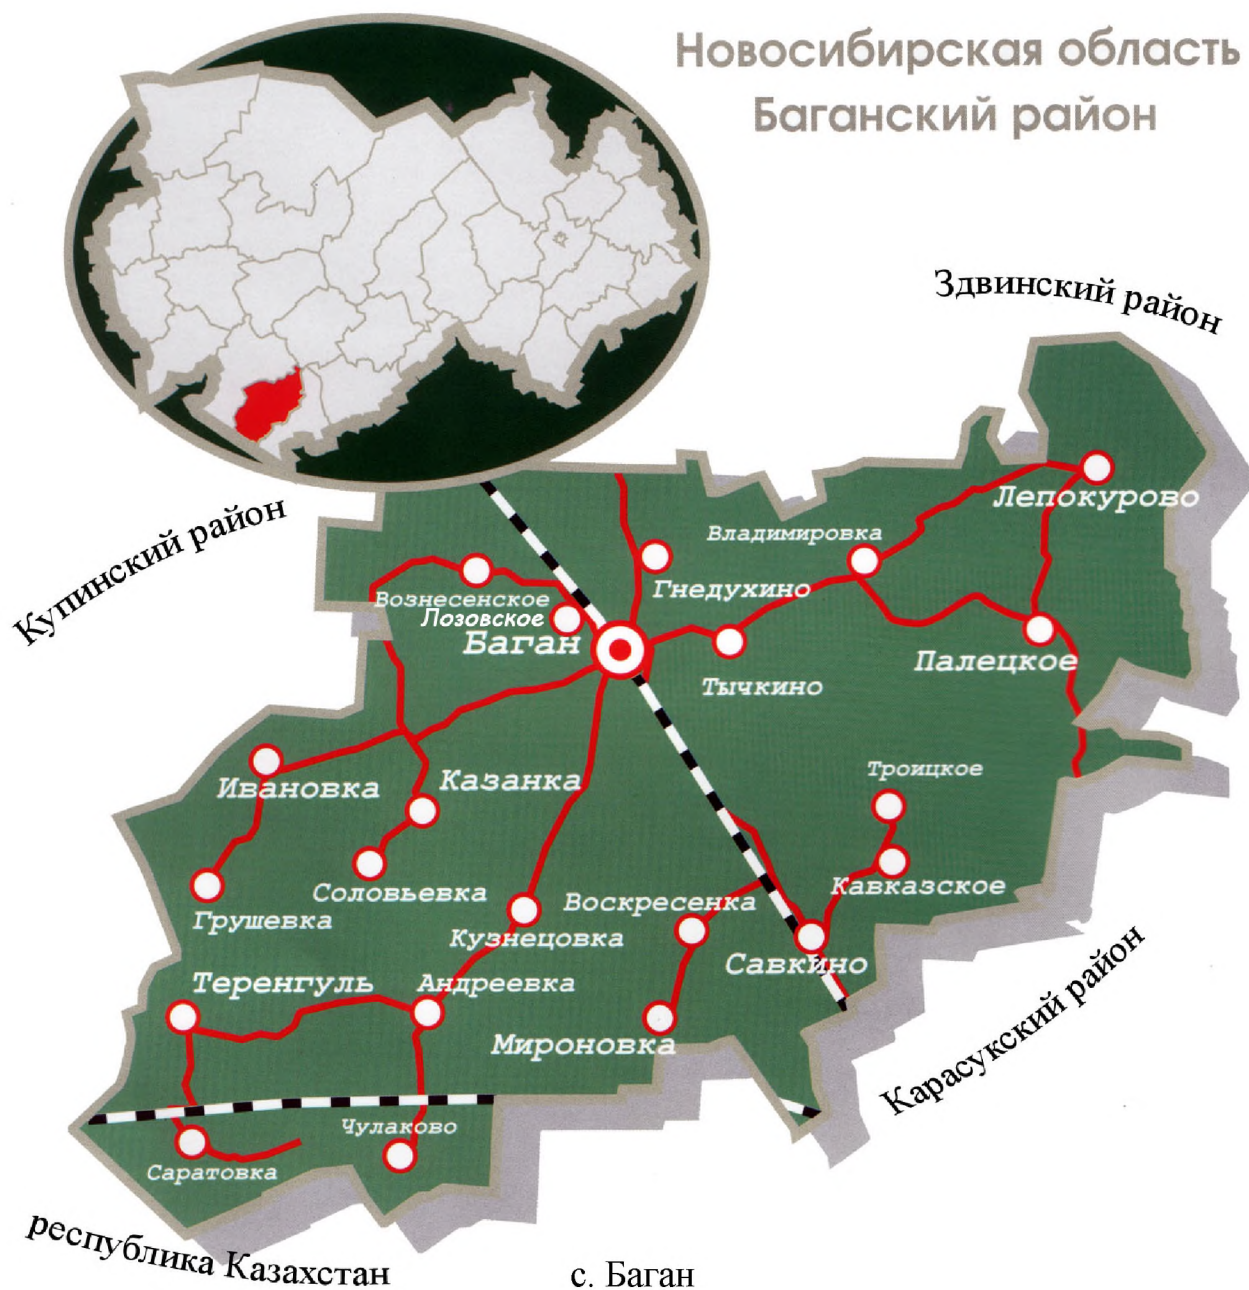 Новосибирская область
Баганский район
Здвинский район
Купинский район
Лепокурово
Владимировка
Гнедухино
Вознесенское
Лозовское
Баган
Палецкое
Тычкино
Троицкое
Ивановка
Казанка
Кавказское
Соловьевка
Воскресенка
Грушевка
Кузнецовка
Савкино
Теренгуль
Андреевка
Мироновка
Карасукский район
Чулаково
Саратовка
республика Казахстан
с. Баган